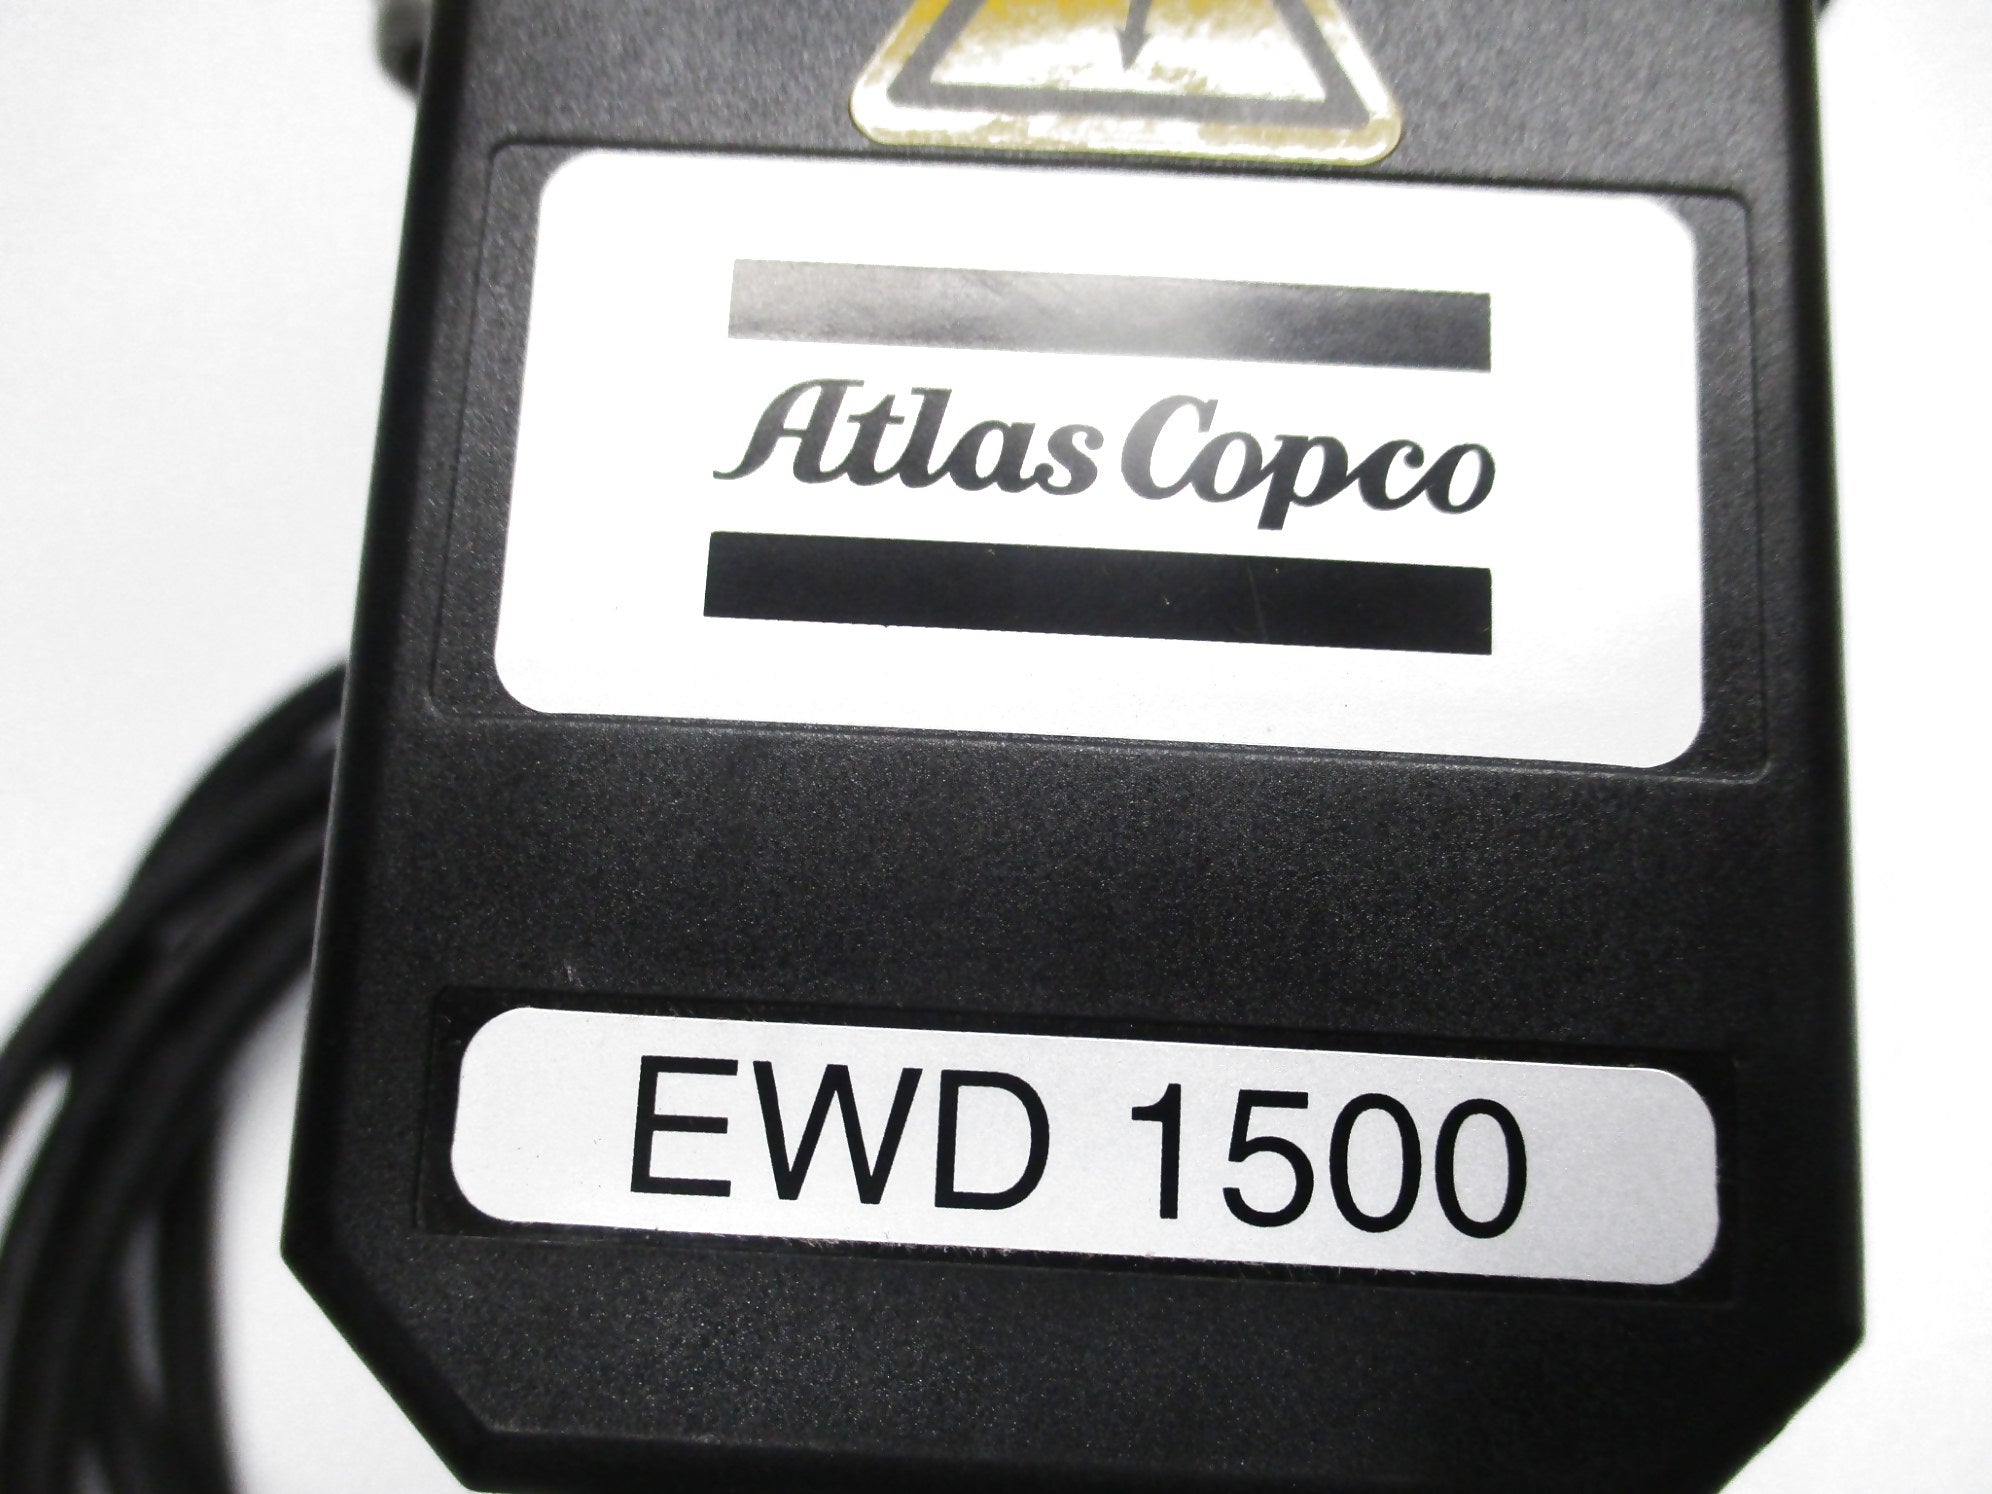 Atlas Copco
EWD 1500